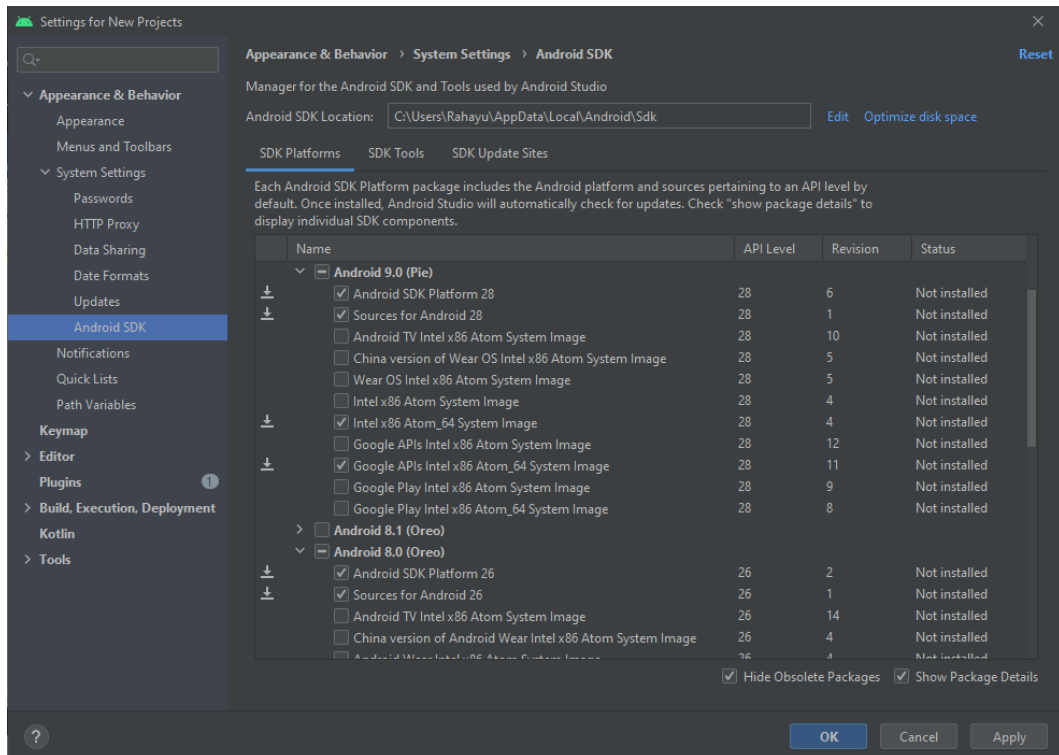 Settings for New Projects
Appearance & Behavior
Appearance
Menus and Toolbars
System Settings
Passwords
HTTP Proxy
Data Sharing
Date Formats
Updates
Android SDK
Notifications
Quick Lists
Path Variables
Keymap
Editor
Plugins 1
Build, Execution, Deployment
Kotlin
Tools
Appearance & Behavior > System Settings > Android SDK Reset
Manager for the Android SDK and Tools used by Android Studio
Android SDK Location: C:\Users\Rahayu\AppData\Local\Android\Sdk Edit Optimize disk space
SDK Platforms SDK Tools SDK Update Sites
Each Android SDK Platform package includes the Android platform and sources pertaining to an API level by
default. Once installed, Android Studio will automatically check for updates. Check "show package details" to
display individual SDK components.
Name API Level Revision Status
Android 9.0 (Pie)
Android SDK Platform 28 28 6 Not installed
Sources for Android 28 28 1 Not installed
Android TV Intel x86 Atom System Image 28 10 Not installed
China version of Wear OS Intel x86 Atom System Image 28 5 Not installed
Wear OS Intel x86 Atom System Image 28 5 Not installed
Intel x86 Atom System Image 28 4 Not installed
Intel x86 Atom_64 System Image 28 4 Not installed
Google APIs Intel x86 Atom System Image 28 12 Not installed
Google APIs Intel x86 Atom_64 System Image 28 11 Not installed
Google Play Intel x86 Atom System Image 28 9 Not installed
Google Play Intel x86 Atom_64 System Image 28 8 Not installed
Android 8.1 (Oreo)
Android 8.0 (Oreo)
Android SDK Platform 26 26 2 Not installed
Sources for Android 26 26 1 Not installed
Android TV Intel x86 Atom System Image 26 14 Not installed
China version of Android Wear Intel x86 Atom System Image 26 4 Not installed
Android Wear Intel x86 Atom System Image 26 4 Not installed
Hide Obsolete Packages Show Package Details
? OK Cancel Apply